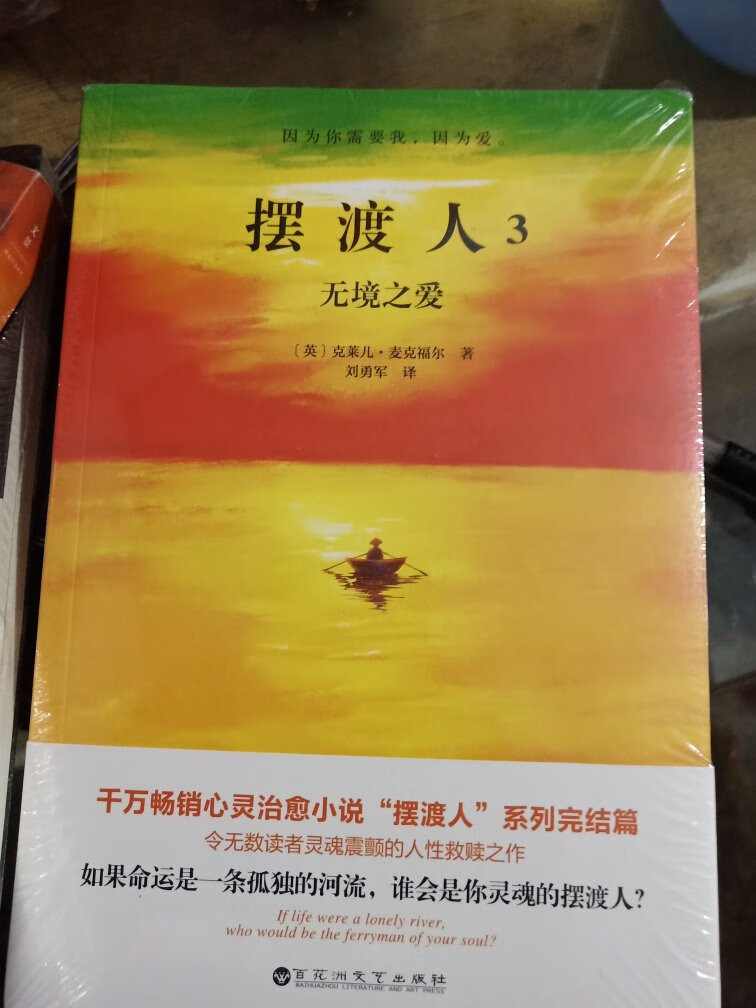 因为你需要我，因为爱。
摆渡人3
无境之爱
〔英〕克莱儿·麦克福尔 著
刘勇军 译
千万畅销心灵治愈小说“摆渡人”系列完结篇
令无数读者灵魂震颤的人性救赎之作
如果命运是一条孤独的河流，谁会是你灵魂的摆渡人？
If life were a lonely river,
who would be the ferryman of your soul?
百花洲文艺出版社
BAIHUAZHOU LITERATURE AND ART PRESS